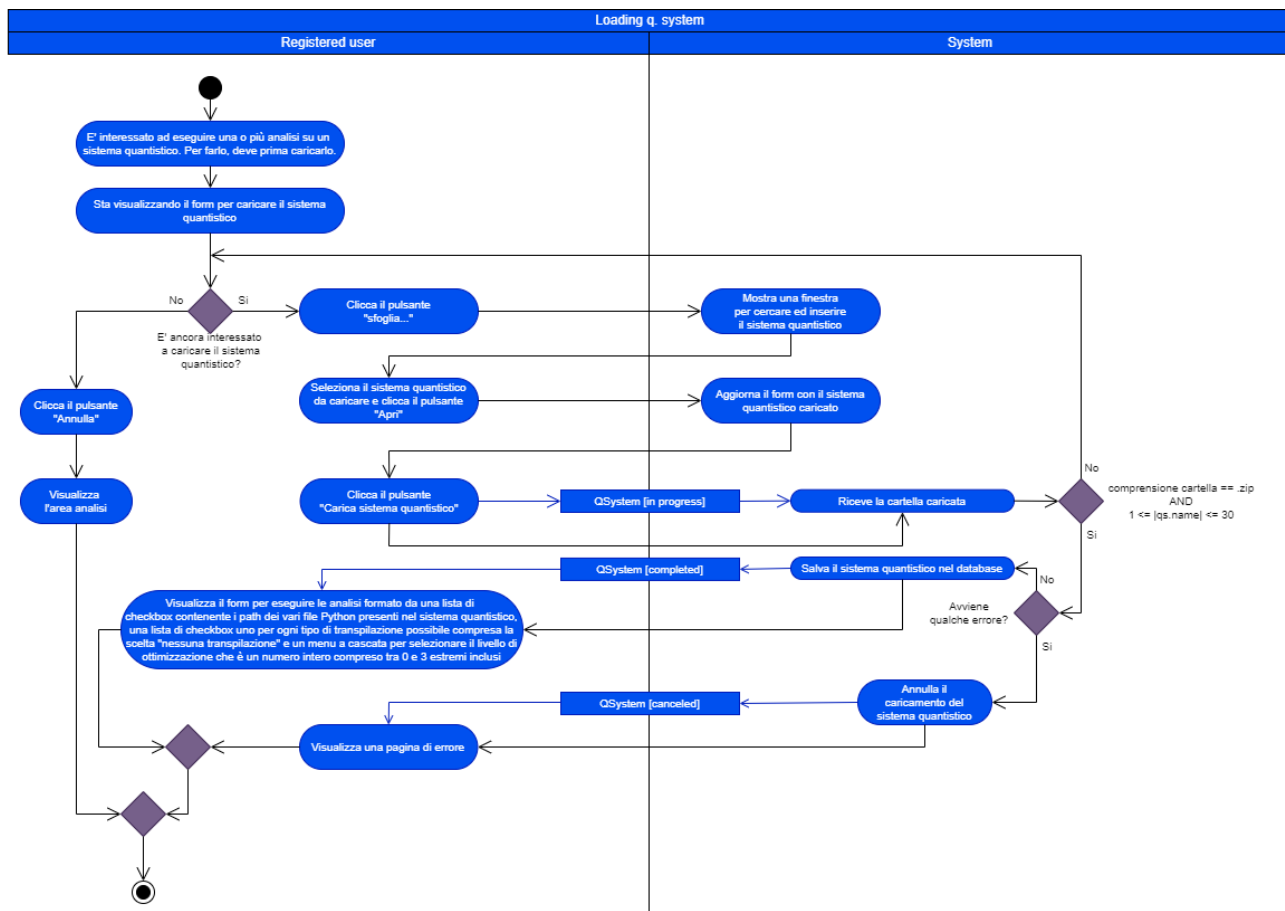 Loading q. system
Registered user
System
E' interessato ad eseguire una o più analisi su un
sistema quantistico. Per farlo, deve prima caricarlo.
Sta visualizzando il form per caricare il sistema
quantistico
No
Si
E' ancora interessato
a caricare il sistema
quantistico?
Clicca il pulsante
"sfoglia..."
Mostra una finestra
per cercare ed inserire
il sistema quantistico
Clicca il pulsante
"Annulla"
Seleziona il sistema quantistico
da caricare e clicca il pulsante
"Apri"
Aggiorna il form con il sistema
quantistico caricato
Visualizza
l'area analisi
Clicca il pulsante
"Carica sistema quantistico"
QSystem [in progress]
Riceve la cartella caricata
No
comprensione cartella == .zip
AND
1 <= |qs.name| <= 30
Si
QSystem [completed]
Salva il sistema quantistico nel database
No
Avviene
qualche errore?
Si
Visualizza il form per eseguire le analisi formato da una lista di
checkbox contenente i path dei vari file Python presenti nel sistema quantistico,
una lista di checkbox uno per ogni tipo di transpilazione possibile compresa la
scelta "nessuna transpilazione" e un menu a cascata per selezionare il livello di
ottimizzazione che è un numero intero compreso tra 0 e 3 estremi inclusi
QSystem [canceled]
Annulla il
caricamento del
sistema quantistico
Visualizza una pagina di errore